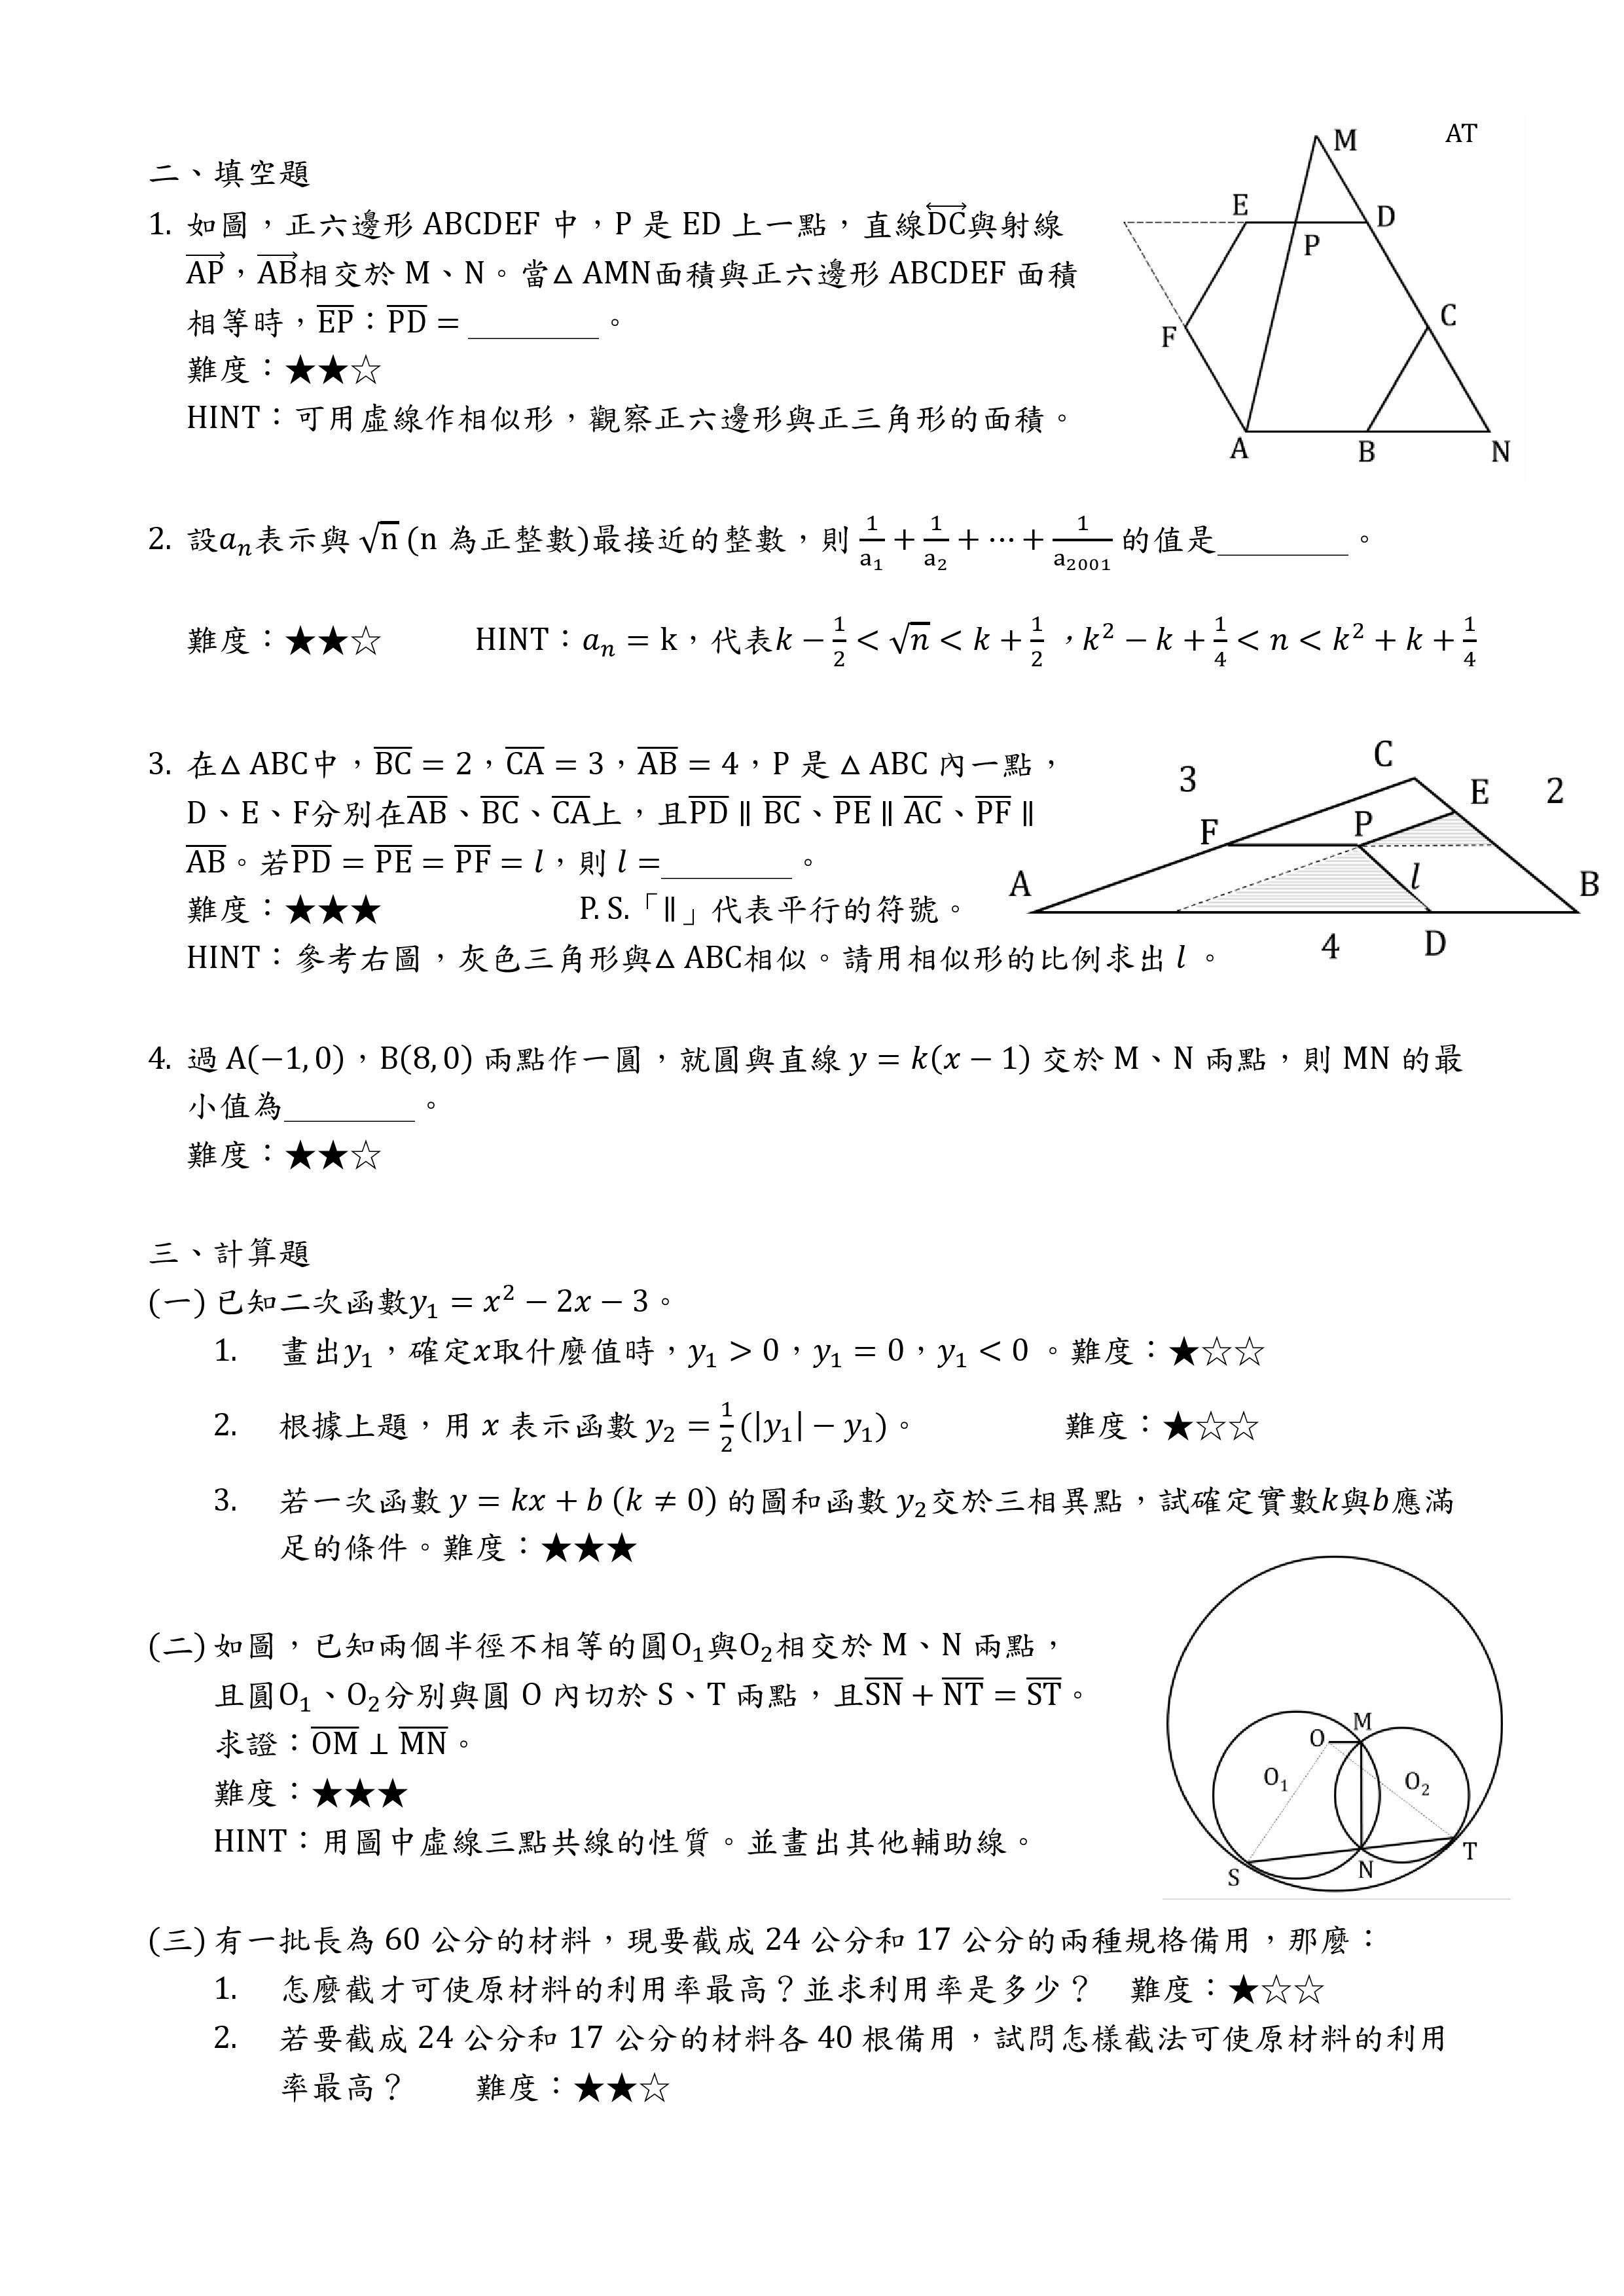 AT
二、填空題
1. 如圖，正六邊形 ABCDEF 中，P 是 ED 上一點，直線$\overleftrightarrow{DC}$與射線
$\overrightarrow{AP}$，$\overrightarrow{AB}$相交於 M、N。當△ AMN面積與正六邊形 ABCDEF 面積
相等時，$\overline{EP}$：$\overline{PD}$ = ________。
難度：★★☆
HINT：可用虛線作相似形，觀察正六邊形與正三角形的面積。
M
E
D
P
F
C
A
B
N
2. 設$a_n$表示與 $\sqrt{n}$ (n 為正整數)最接近的整數，則 $\frac{1}{a_1}+\frac{1}{a_2}+\cdots+\frac{1}{a_{2001}}$ 的值是________。
難度：★★☆ HINT：$a_n$ = k，代表$k-\frac{1}{2}<\sqrt{n}<k+\frac{1}{2}$，$k^2-k+\frac{1}{4}<n<k^2+k+\frac{1}{4}$
3. 在△ ABC中，$\overline{BC}$ = 2，$\overline{CA}$ = 3，$\overline{AB}$ = 4，P 是 △ ABC 內一點，
D、E、F分別在$\overline{AB}$、$\overline{BC}$、$\overline{CA}$上，且$\overline{PD}$ ∥ $\overline{BC}$、$\overline{PE}$ ∥ $\overline{AC}$、$\overline{PF}$ ∥
$\overline{AB}$。若$\overline{PD}=\overline{PE}=\overline{PF}=l$，則 $l$ =________。
難度：★★★ P. S.「∥」代表平行的符號。
HINT：參考右圖，灰色三角形與△ ABC相似。請用相似形的比例求出 $l$ 。
C
3
E
2
F
P
A
l
B
4
D
4. 過 A(−1, 0)，B(8, 0) 兩點作一圓，就圓與直線 $y=k(x-1)$ 交於 M、N 兩點，則 MN 的最
小值為________。
難度：★★☆
三、計算題
(一) 已知二次函數$y_1=x^2-2x-3$。
1. 畫出$y_1$，確定$x$取什麼值時，$y_1>0$，$y_1=0$，$y_1<0$ 。難度：★☆☆
2. 根據上題，用 $x$ 表示函數 $y_2=\frac{1}{2}(|y_1|-y_1)$。 難度：★☆☆
3. 若一次函數 $y=kx+b\ (k\neq 0)$ 的圖和函數 $y_2$交於三相異點，試確定實數$k$與$b$應滿
足的條件。難度：★★★
(二) 如圖，已知兩個半徑不相等的圓$O_1$與$O_2$相交於 M、N 兩點，
且圓$O_1$、$O_2$分別與圓 O 內切於 S、T 兩點，且$\overline{SN}+\overline{NT}=\overline{ST}$。
求證：$\overline{OM}\perp\overline{MN}$。
難度：★★★
HINT：用圖中虛線三點共線的性質。並畫出其他輔助線。
M
O
$O_1$
$O_2$
S
N
T
(三) 有一批長為 60 公分的材料，現要截成 24 公分和 17 公分的兩種規格備用，那麼：
1. 怎麼截才可使原材料的利用率最高？並求利用率是多少？ 難度：★☆☆
2. 若要截成 24 公分和 17 公分的材料各 40 根備用，試問怎樣截法可使原材料的利用
率最高？ 難度：★★☆